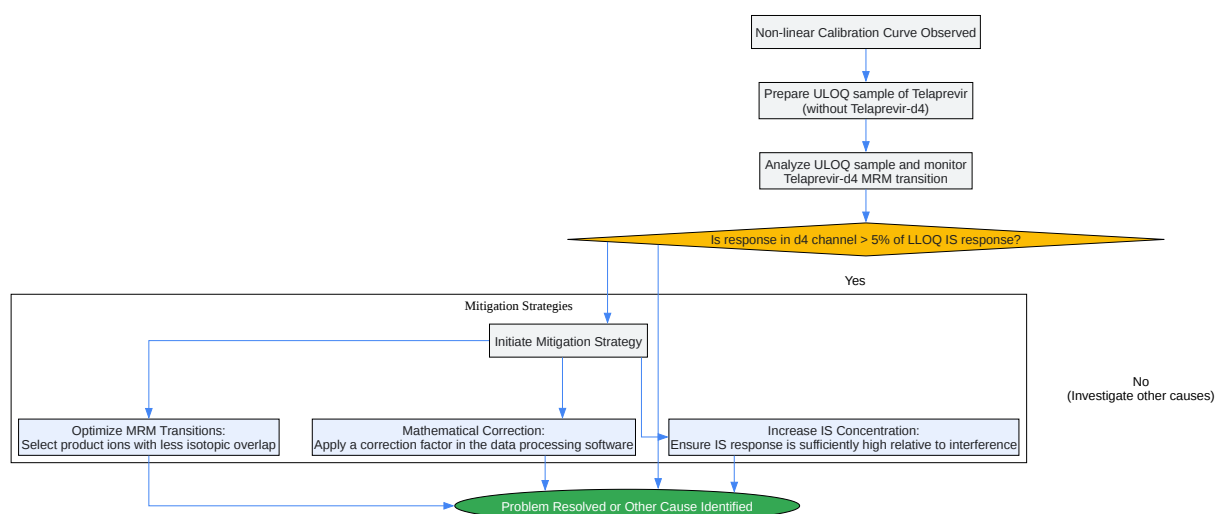 Non-linear Calibration Curve Observed
Prepare ULOQ sample of Telaprevir
(without Telaprevir-d4)
Analyze ULOQ sample and monitor
Telaprevir-d4 MRM transition
Is response in d4 channel > 5% of LLOQ IS response?
Yes
Mitigation Strategies
Initiate Mitigation Strategy
No
(Investigate other causes)
Optimize MRM Transitions:
Select product ions with less isotopic overlap
Mathematical Correction:
Apply a correction factor in the data processing software
Increase IS Concentration:
Ensure IS response is sufficiently high relative to interference
Problem Resolved or Other Cause Identified